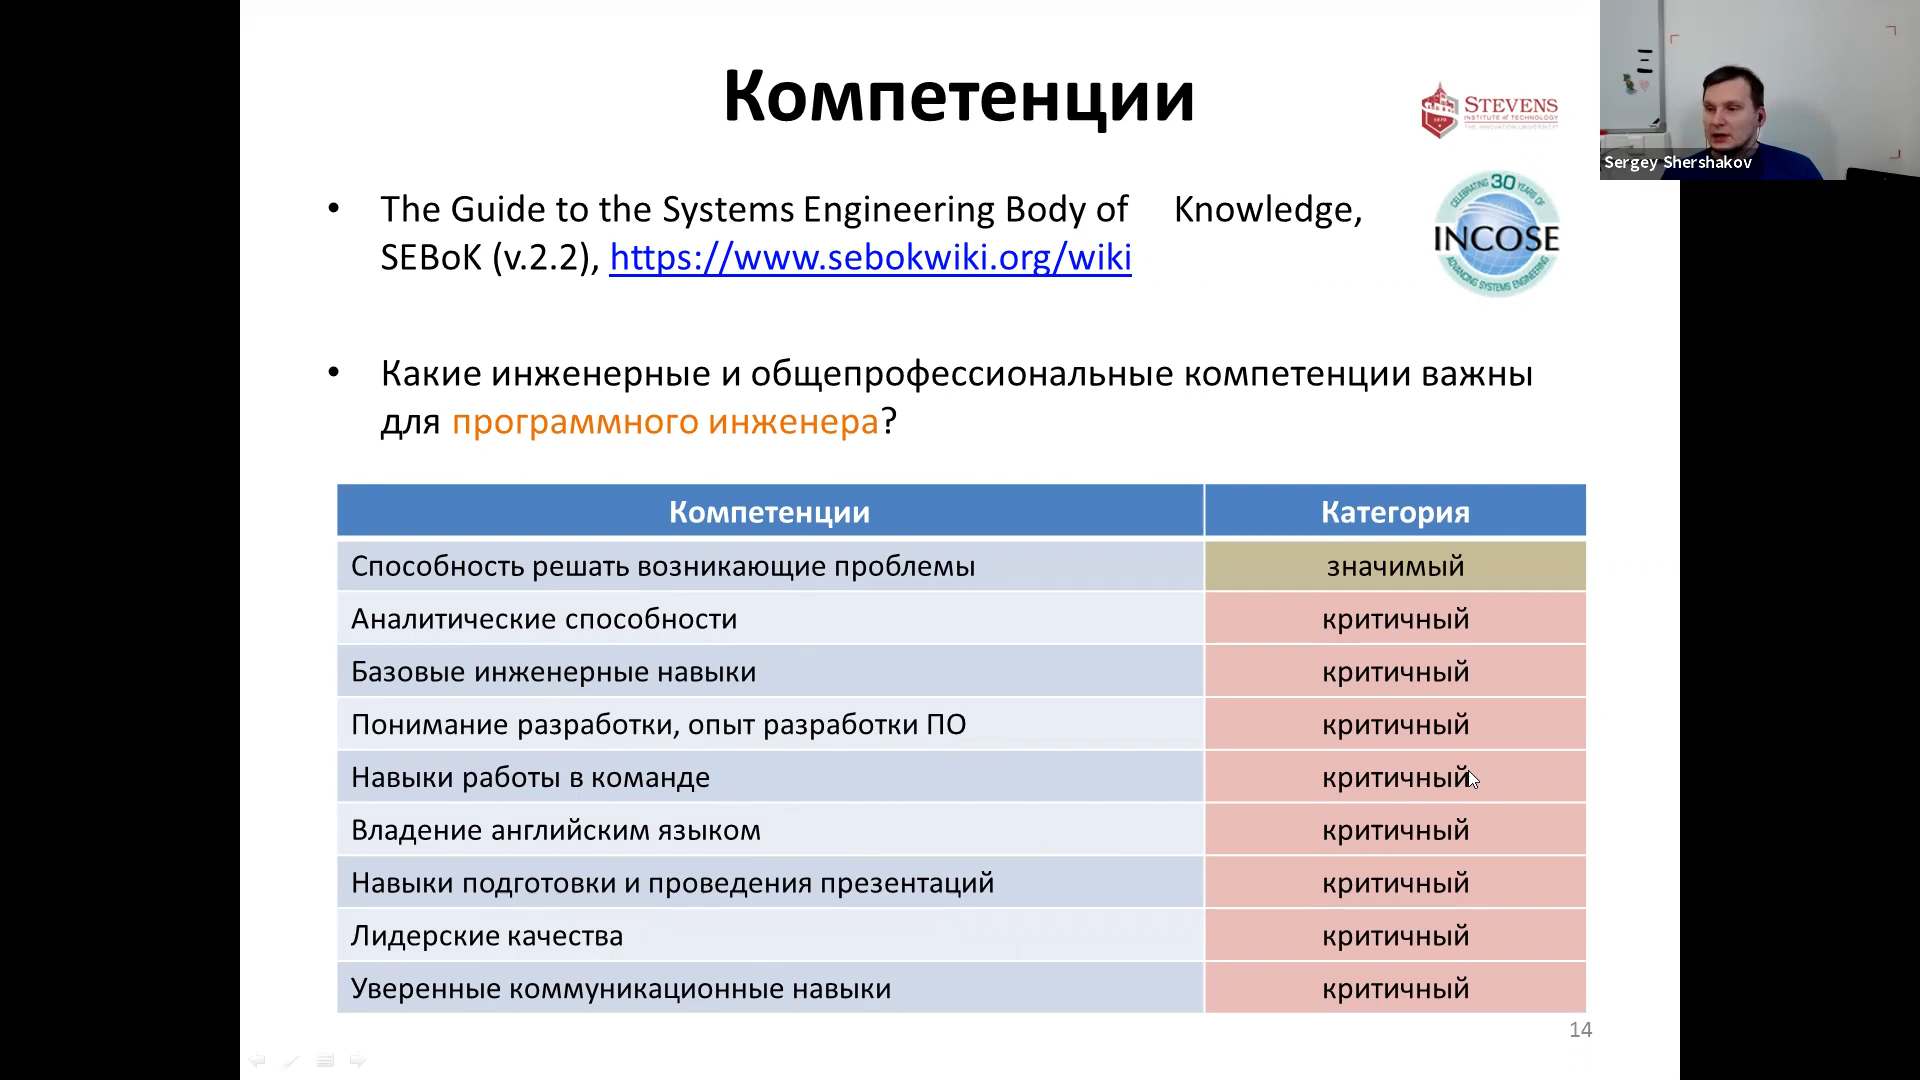 Компетенции
STEVENS
INSTITUTE of TECHNOLOGY
THE INNOVATION UNIVERSITY
Sergey Shershakov
• The Guide to the Systems Engineering Body of Knowledge,
SEBoK (v.2.2), https://www.sebokwiki.org/wiki
CELEBRATING 30 YEARS OF
INCOSE
ADVANCING SYSTEMS ENGINEERING
• Какие инженерные и общепрофессиональные компетенции важны
для программного инженера?
Компетенции Категория
Способность решать возникающие проблемы значимый
Аналитические способности критичный
Базовые инженерные навыки критичный
Понимание разработки, опыт разработки ПО критичный
Навыки работы в команде критичный
Владение английским языком критичный
Навыки подготовки и проведения презентаций критичный
Лидерские качества критичный
Уверенные коммуникационные навыки критичный
14